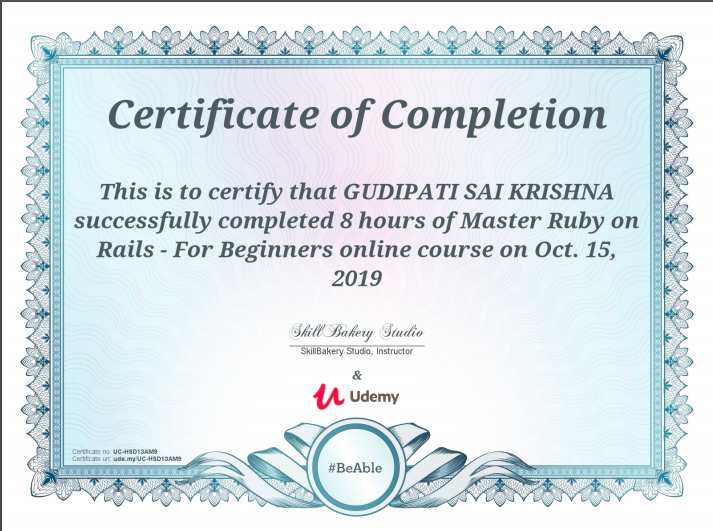 Certificate of Completion
This is to certify that GUDIPATI SAI KRISHNA
successfully completed 8 hours of Master Ruby on
Rails - For Beginners online course on Oct. 15,
2019
Skill Bakery Studio
SkillBakery Studio, Instructor
&
Udemy
Certificate no: UC-HSD13AM9
Certificate url: ude.my/UC-HSD13AM9
#BeAble